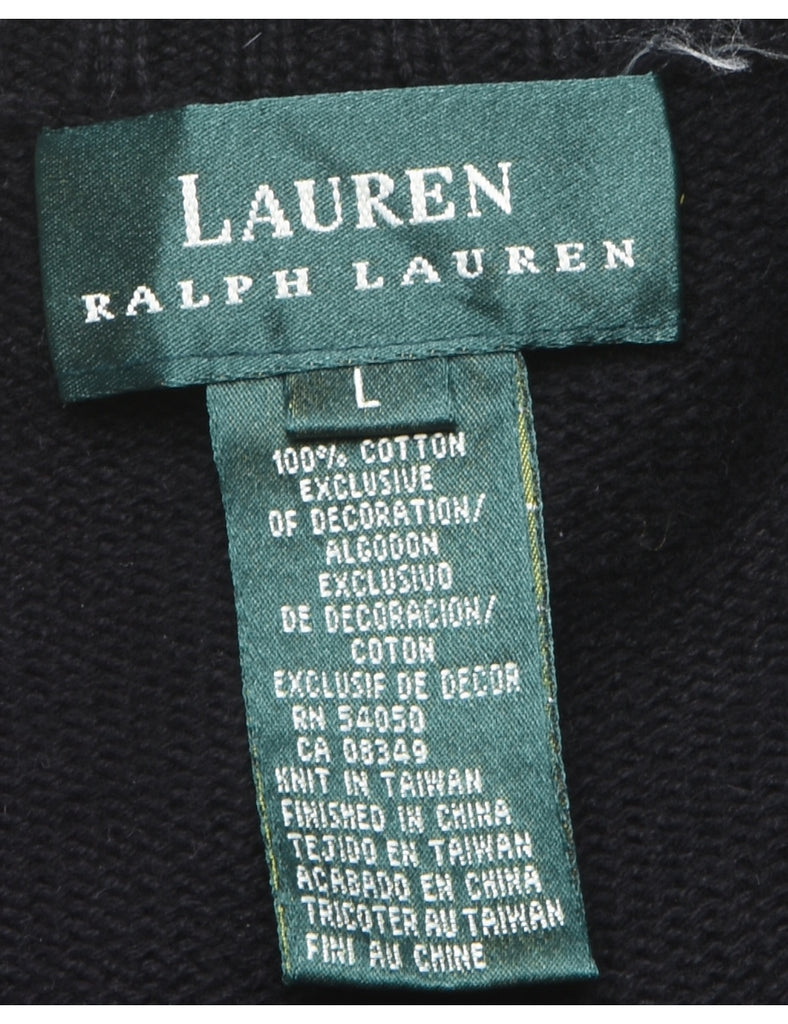 LAUREN
RALPH LAUREN
L
100% COTTON
EXCLUSIVE
OF DECORATION/
ALGODON
EXCLUSIVO
DE DECORACION/
COTON
EXCLUSIF DE DECOR
RN 54050
CA 08349
KNIT IN TAIWAN
FINISHED IN CHINA
TEJIDO EN TAIWAN
ACABADO EN CHINA
TRICOTER AU TAIWAN
FINI AU CHINE